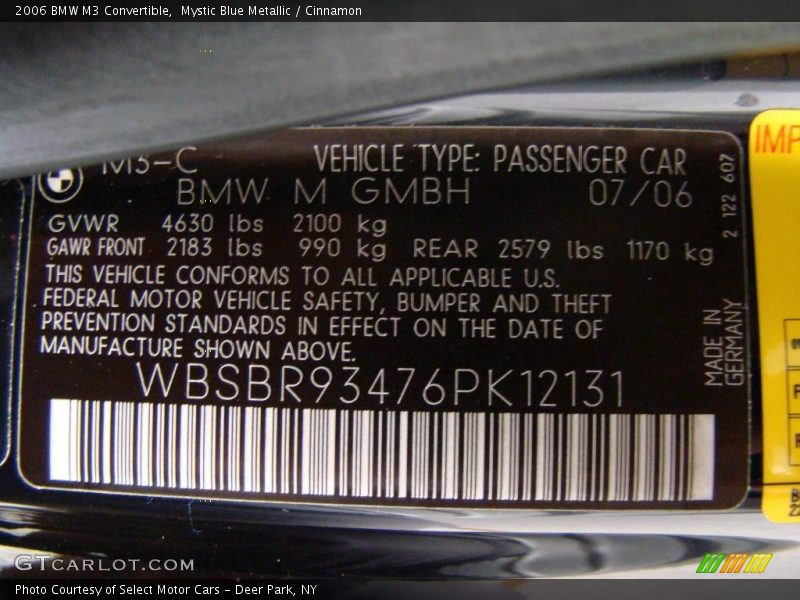 2006 BMW M3 Convertible, Mystic Blue Metallic / Cinnamon
M3-C VEHICLE TYPE: PASSENGER CAR
BMW M GMBH 07/06
GVWR 4630 lbs 2100 kg
GAWR FRONT 2183 lbs 990 kg REAR 2579 lbs 1170 kg
THIS VEHICLE CONFORMS TO ALL APPLICABLE U.S.
FEDERAL MOTOR VEHICLE SAFETY, BUMPER AND THEFT
PREVENTION STANDARDS IN EFFECT ON THE DATE OF
MANUFACTURE SHOWN ABOVE.
WBSBR93476PK12131
2 122 607
MADE IN
GERMANY
IMP
GTCARLOT.COM
Photo Courtesy of Select Motor Cars - Deer Park, NY